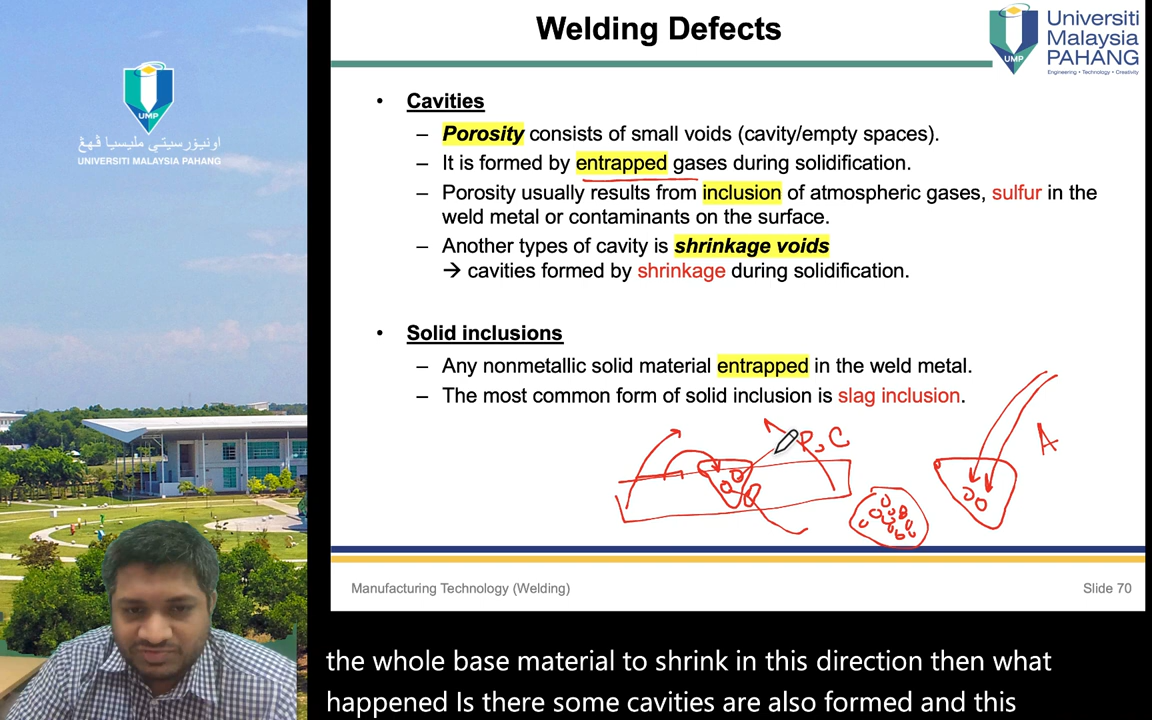 Welding Defects
Universiti
Malaysia
PAHANG
Engineering • Technology • Creativity
UMP
UMP
اونيۏرسيتي مليسيا ڤهڠ
UNIVERSITI MALAYSIA PAHANG
• Cavities
– Porosity consists of small voids (cavity/empty spaces).
– It is formed by entrapped gases during solidification.
– Porosity usually results from inclusion of atmospheric gases, sulfur in the
weld metal or contaminants on the surface.
– Another types of cavity is shrinkage voids
→ cavities formed by shrinkage during solidification.
• Solid inclusions
– Any nonmetallic solid material entrapped in the weld metal.
– The most common form of solid inclusion is slag inclusion.
P, C
A
Manufacturing Technology (Welding)
Slide 70
the whole base material to shrink in this direction then what
happened Is there some cavities are also formed and this